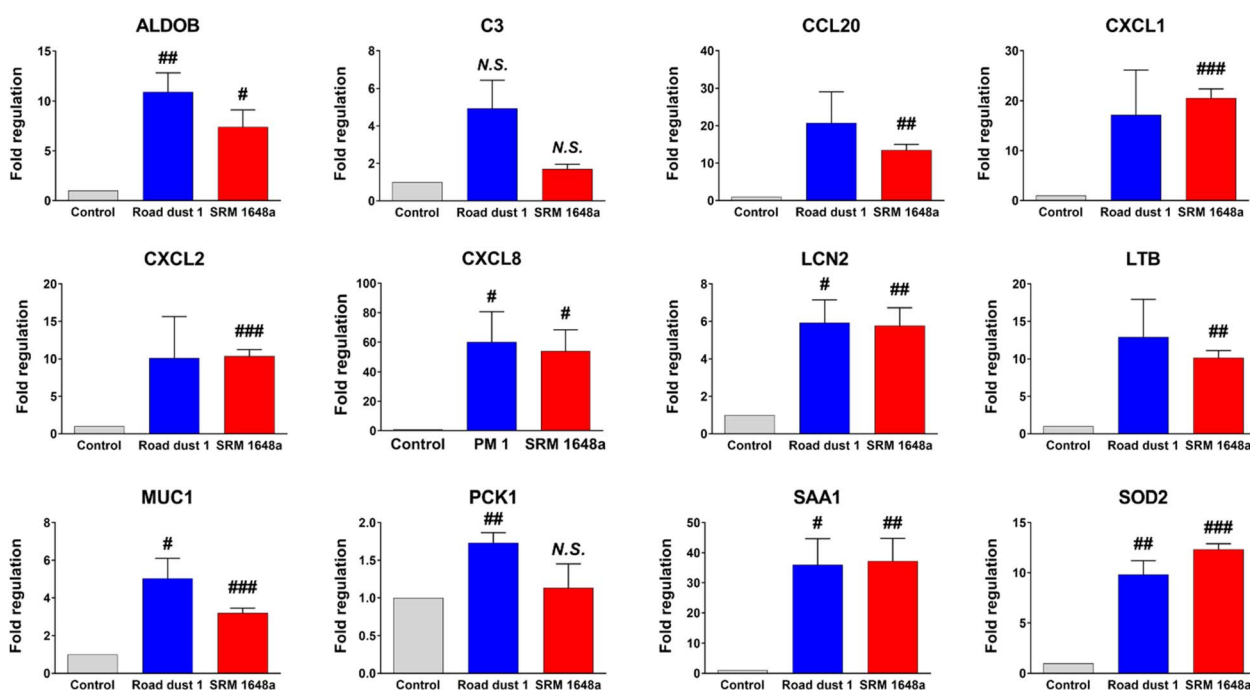 ALDOB
Fold regulation
15
10
5
0
##
#
Control Road dust 1 SRM 1648a
C3
Fold regulation
8
6
4
2
0
N.S.
N.S.
Control Road dust 1 SRM 1648a
CCL20
Fold regulation
40
30
20
10
0
##
Control Road dust 1 SRM 1648a
CXCL1
Fold regulation
30
20
10
0
###
Control Road dust 1 SRM 1648a
CXCL2
Fold regulation
20
15
10
5
0
###
Control Road dust 1 SRM 1648a
CXCL8
Fold regulation
100
80
60
40
20
0
#
#
Control PM 1 SRM 1648a
LCN2
Fold regulation
8
6
4
2
0
#
##
Control Road dust 1 SRM 1648a
LTB
Fold regulation
20
15
10
5
0
##
Control Road dust 1 SRM 1648a
MUC1
Fold regulation
8
6
4
2
0
#
###
Control Road dust 1 SRM 1648a
PCK1
Fold regulation
2.0
1.5
1.0
0.5
0.0
##
N.S.
Control Road dust 1 SRM 1648a
SAA1
Fold regulation
50
40
30
20
10
0
#
##
Control Road dust 1 SRM 1648a
SOD2
Fold regulation
15
10
5
0
##
###
Control Road dust 1 SRM 1648a